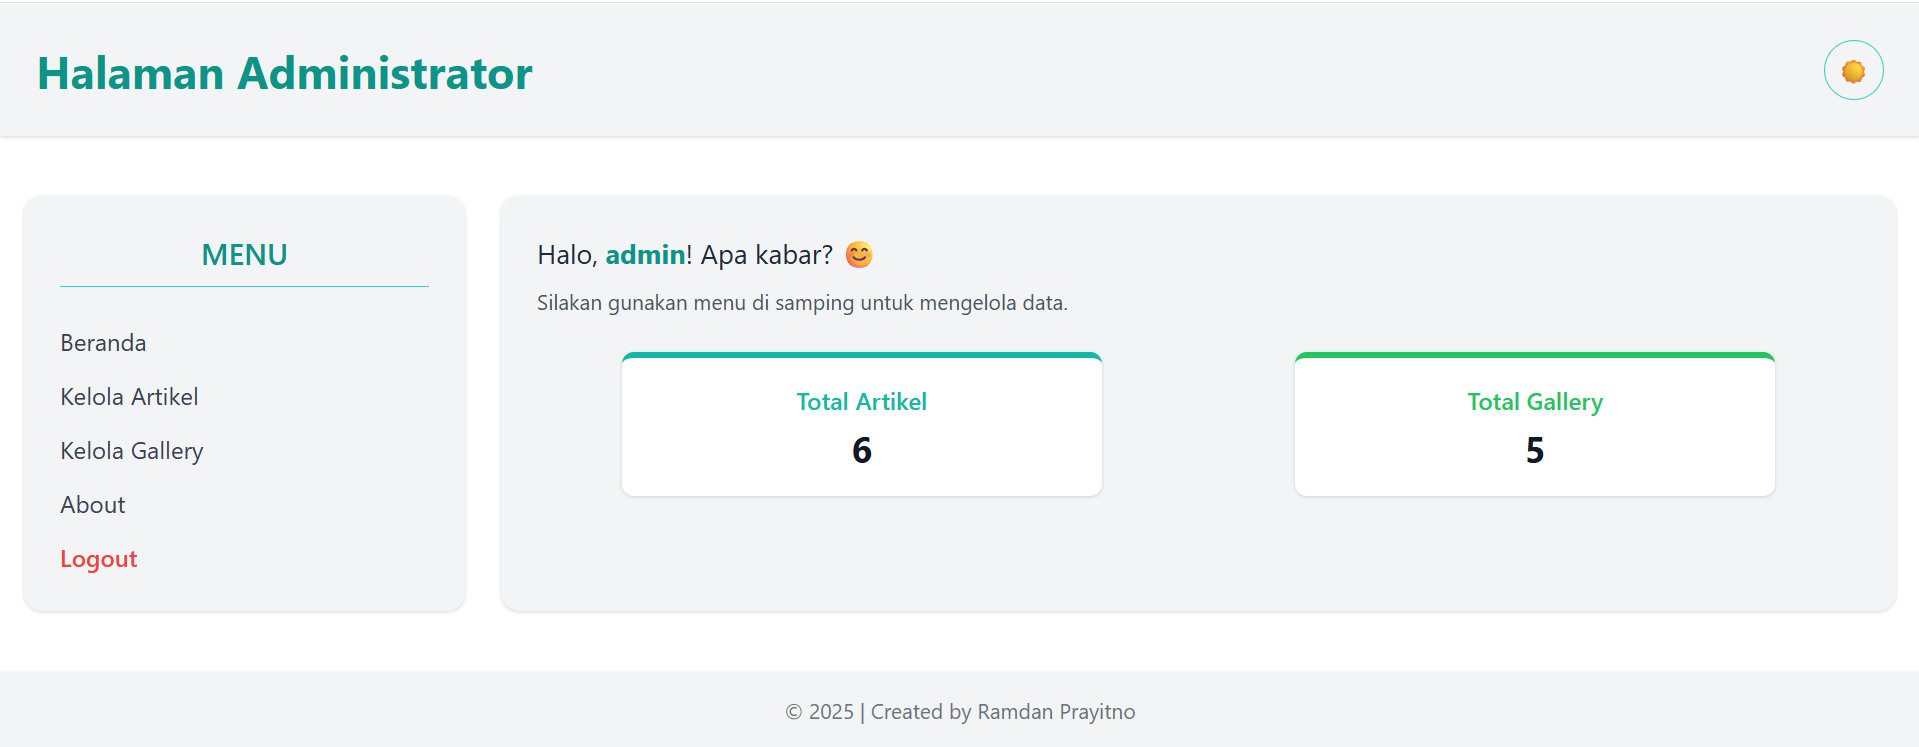 Halaman Administrator
MENU
Beranda
Kelola Artikel
Kelola Gallery
About
Logout
Halo, admin! Apa kabar? 😊
Silakan gunakan menu di samping untuk mengelola data.
Total Artikel
6
Total Gallery
5
© 2025 | Created by Ramdan Prayitno